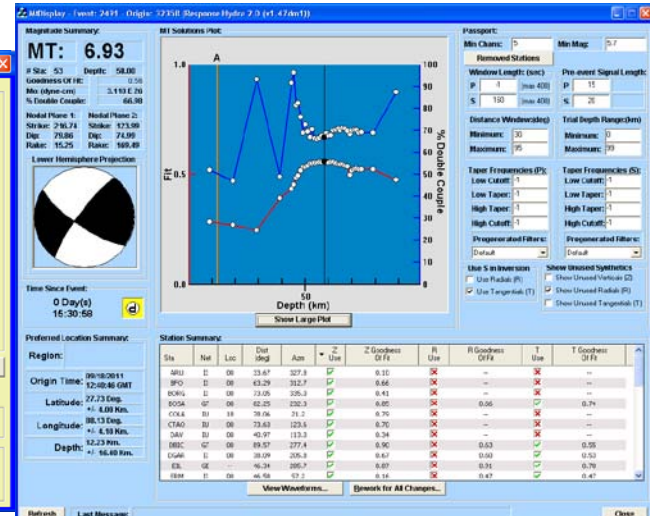 MTDisplay - Event: 2491 - Origin: 3235B (Response Hydra 2.0 (v1.47dm1))
Magnitude Summary:
MT: 6.93
# Sta: 53 Depth: 58.00
Goodness Of Fit: 0.56
Mo: (dyne-cm) 3.110 E 26
% Double Couple: 66.98
Nodal Plane 1: Nodal Plane 2:
Strike: 216.74 Strike: 123.99
Dip: 79.86 Dip: 74.99
Rake: 15.25 Rake: 169.49
Lower Hemisphere Projection
Time Since Event:
0 Day(s)
15:30:58
MT Solutions Plot:
A
1.0
0.5
0.0
Fit
100
90
80
70
60
50
40
30
20
10
0
% Double Couple
50
Depth (km)
Show Large Plot
Passport:
Min Chans: 5 Min Mag: 5.7
Removed Stations
Window Length: (sec) Pre-event Signal Length:
P (max 400) P 15
S 180 (max 400) S 20
Distance Window:(deg) Trial Depth Range:(km)
Minimum: 30 Minimum: 0
Maximum: 95 Maximum: 99
Taper Frequencies (P): Taper Frequencies (S):
Low Cutoff: -1 Low Cutoff: -1
Low Taper: -1 Low Taper: -1
High Taper: -1 High Taper: -1
High Cutoff: -1 High Cutoff: -1
Pregenerated Filters: Pregenerated Filters:
Default Default
Use S in Inversion Show Unused Synthetics
Use Radials (R) Show Unused Verticals (Z)
Use Tangentials (T) Show Unused Radials (R)
Show Unused Tangentials (T)
Preferred Location Summary:
Region:
Origin Time: 09/18/2011 12:40:46 GMT
Latitude: 27.73 Deg. +/- 4.00 Km.
Longitude: 88.13 Deg. +/- 4.18 Km.
Depth: 12.23 Km. +/- 16.40 Km.
Station Summary:
Sta Net Loc Dist (deg) Azm Z Use Z Goodness Of Fit R Use R Goodness Of Fit T Use T Goodness Of Fit
ARU II 00 33.67 327.8 0.10 -- --
BFO II 00 63.29 312.7 0.66 -- --
BORG II 00 73.05 335.3 0.41 -- --
BOSA GT 00 82.25 232.3 0.85 0.06 0.74
COLA IU 10 78.06 21.2 0.79 -- --
CTAO IU 00 73.63 123.6 0.70 -- --
DAV IU 00 40.97 113.3 0.34 -- --
DBIC GT 00 89.57 277.4 0.90 0.63 0.55
DGAR II 00 38.09 205.8 0.67 0.60 0.53
EIL GE -- 46.34 285.7 0.87 0.91 0.70
ERM II 00 46.58 57.2 0.47
View Waveforms... Rework for All Changes...
Refresh Last Message: Close